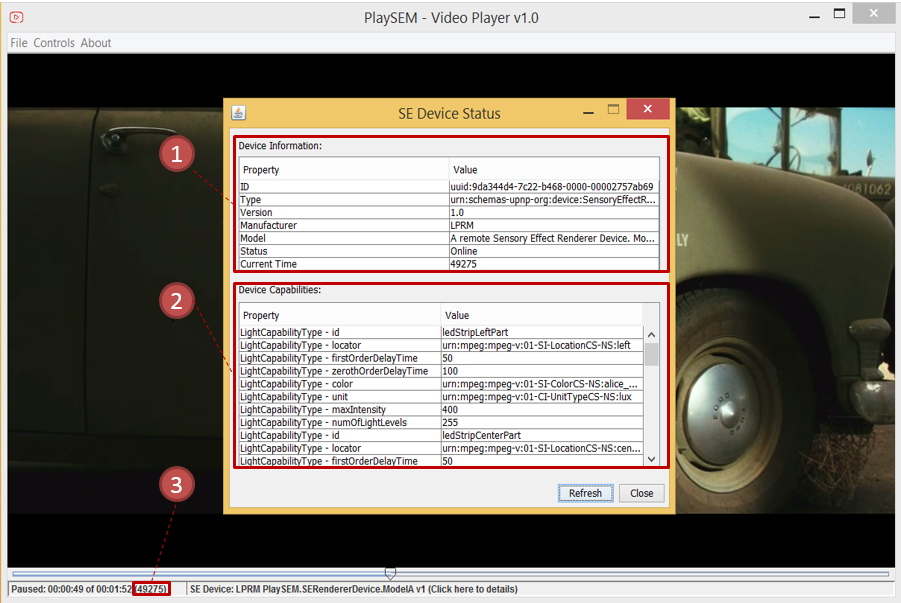 PlaySEM - Video Player v1.0
File Controls About
SE Device Status
1
Device Information:
Property Value
ID uuid:9da344d4-7c22-b468-0000-00002757ab69
Type urn:schemas-upnp-org:device:SensoryEffectR...
Version 1.0
Manufacturer LPRM
Model A remote Sensory Effect Renderer Device. Mo...
Status Online
Current Time 49275
2
Device Capabilities:
Property Value
LightCapabilityType - id ledStripLeftPart
LightCapabilityType - locator urn:mpeg:mpeg-v:01-SI-LocationCS-NS:left
LightCapabilityType - firstOrderDelayTime 50
LightCapabilityType - zerothOrderDelayTime 100
LightCapabilityType - color urn:mpeg:mpeg-v:01-SI-ColorCS-NS:alice_...
LightCapabilityType - unit urn:mpeg:mpeg-v:01-CI-UnitTypeCS-NS:lux
LightCapabilityType - maxIntensity 400
LightCapabilityType - numOfLightLevels 255
LightCapabilityType - id ledStripCenterPart
LightCapabilityType - locator urn:mpeg:mpeg-v:01-SI-LocationCS-NS:cen...
LightCapabilityType - firstOrderDelayTime 50
Refresh Close
3
LY
Paused: 00:00:49 of 00:01:52 (49275) SE Device: LPRM PlaySEM.SERendererDevice.ModelA v1 (Click here to details)